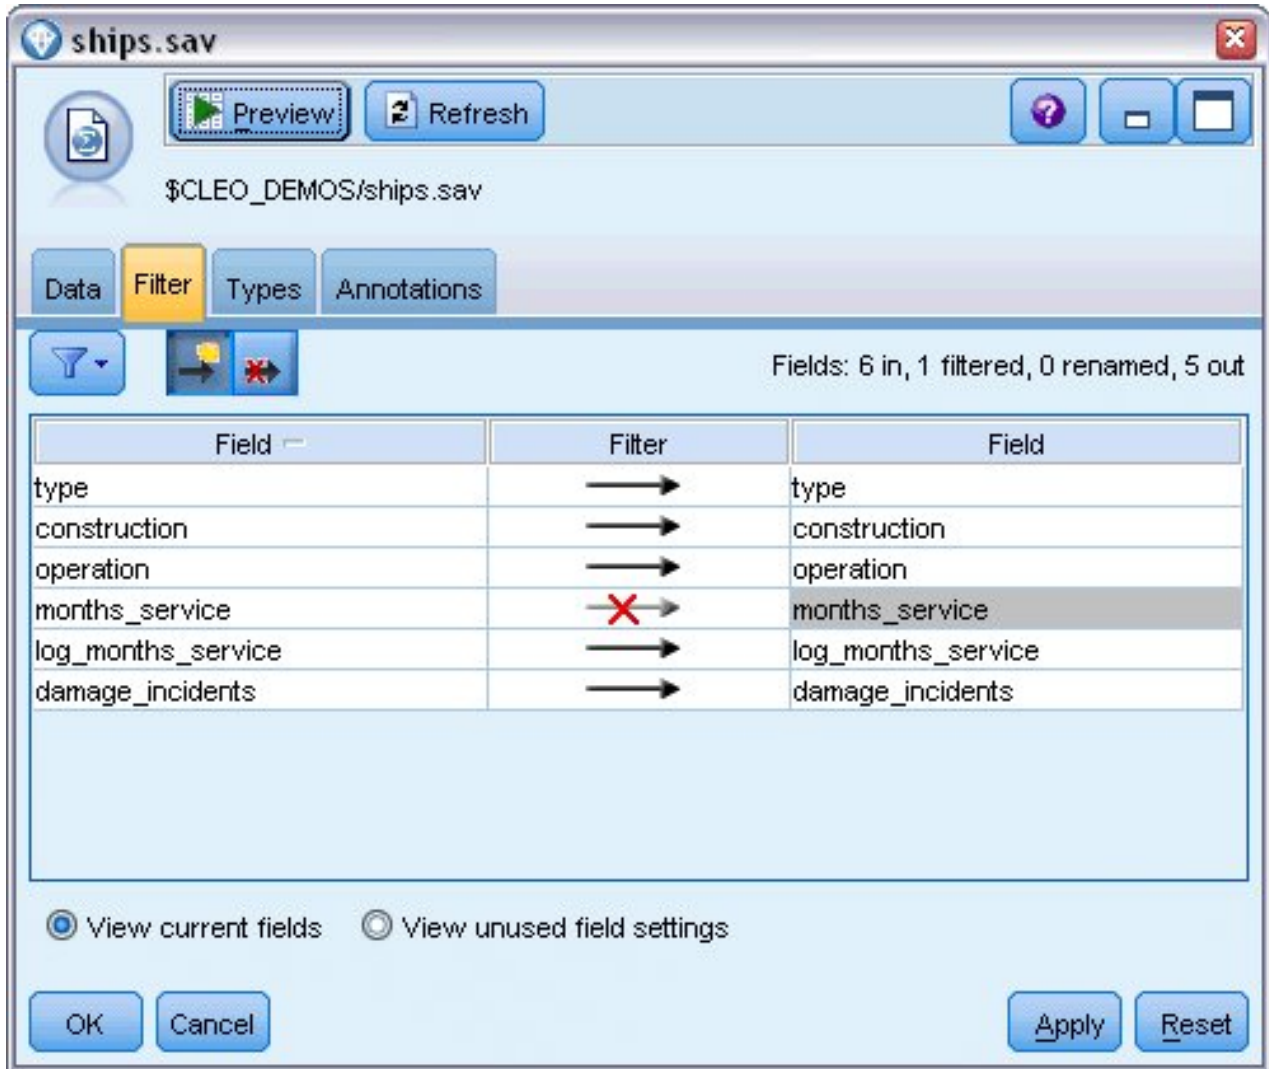 ships.sav
Preview Refresh
$CLEO_DEMOS/ships.sav
Data Filter Types Annotations
Fields: 6 in, 1 filtered, 0 renamed, 5 out
Field Filter Field
type type
construction construction
operation operation
months_service months_service
log_months_service log_months_service
damage_incidents damage_incidents
View current fields View unused field settings
OK Cancel Apply Reset